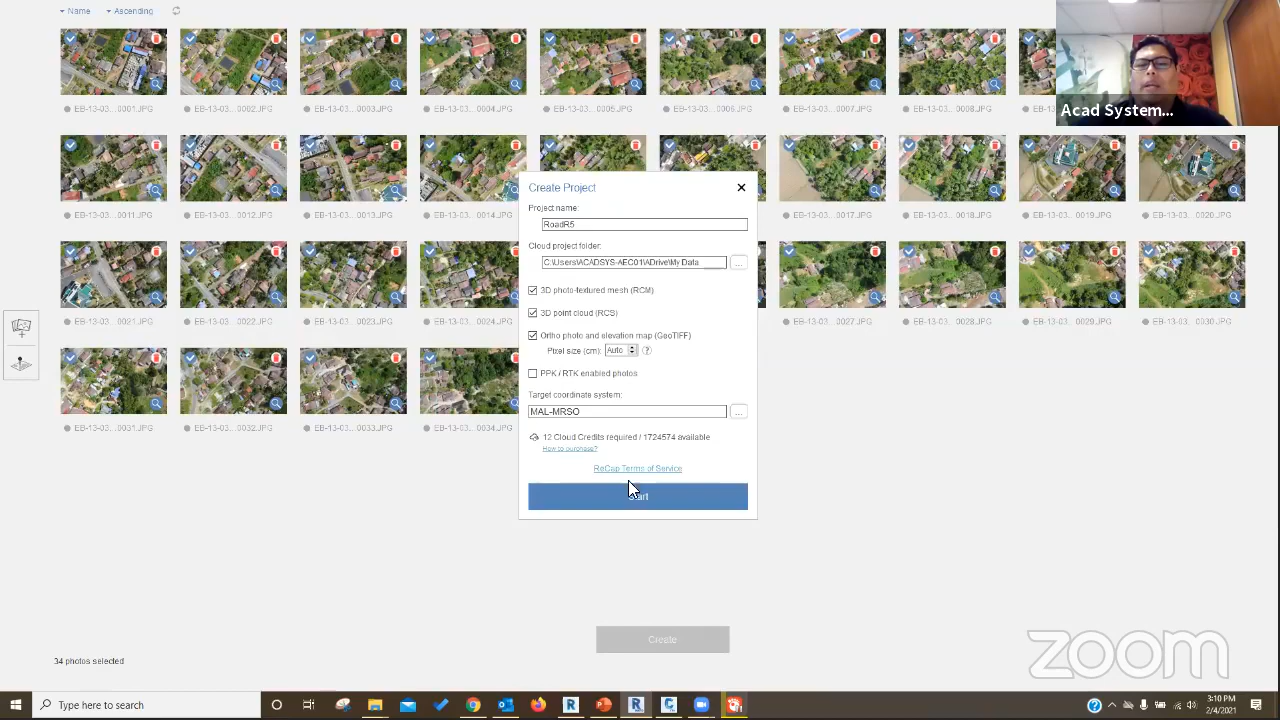 Name Ascending
EB-13-03...0001.JPG EB-13-03...0002.JPG EB-13-03...0003.JPG EB-13-03...0004.JPG EB-13-03...0005.JPG EB-13-03...0006.JPG EB-13-03...0007.JPG EB-13-03...0008.JPG EB-13-03
Acad System...
EB-13-03...0011.JPG EB-13-03...0012.JPG EB-13-03...0013.JPG EB-13-03...0014.JPG EB-13-03...0017.JPG EB-13-03...0018.JPG EB-13-03...0019.JPG EB-13-03...0020.JPG
EB-13-03...0021.JPG EB-13-03...0022.JPG EB-13-03...0023.JPG EB-13-03...0024.JPG EB-13-03...0027.JPG EB-13-03...0028.JPG EB-13-03...0029.JPG EB-13-03...0030.JPG
EB-13-03...0031.JPG EB-13-03...0032.JPG EB-13-03...0033.JPG EB-13-03...0034.JPG
Create Project
Project name:
RoadR5
Cloud project folder:
C:\Users\ACADSYS-AEC01\ADrive\My Data ...
3D photo-textured mesh (RCM)
3D point cloud (RCS)
Ortho photo and elevation map (GeoTIFF)
Pixel size (cm): Auto ?
PPK / RTK enabled photos
Target coordinate system:
MAL-MRSO ...
12 Cloud Credits required / 1724574 available
How to purchase?
ReCap Terms of Service
Start
Create
34 photos selected
zoom
Type here to search
3:10 PM
2/4/2021